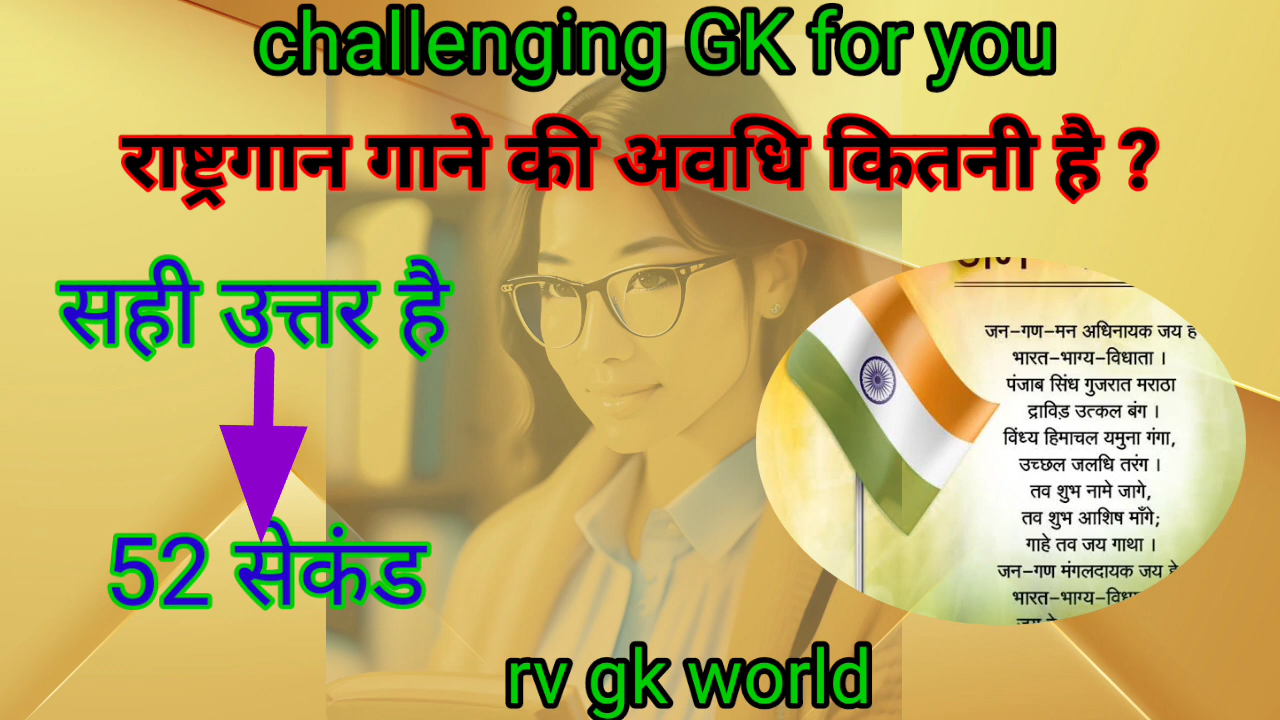 challenging GK for you
राष्ट्रगान गाने की अवधि कितनी है ?
सही उत्तर है
52 सेकंड
जन-गण-मन अधिनायक जय हे
भारत-भाग्य-विधाता ।
पंजाब सिंध गुजरात मराठा
द्राविड़ उत्कल बंग ।
विंध्य हिमाचल यमुना गंगा,
उच्छल जलधि तरंग ।
तव शुभ नामे जागे,
तव शुभ आशिष माँगे;
गाहे तव जय गाथा ।
जन-गण मंगलदायक जय हे
भारत-भाग्य-विधा
rv gk world